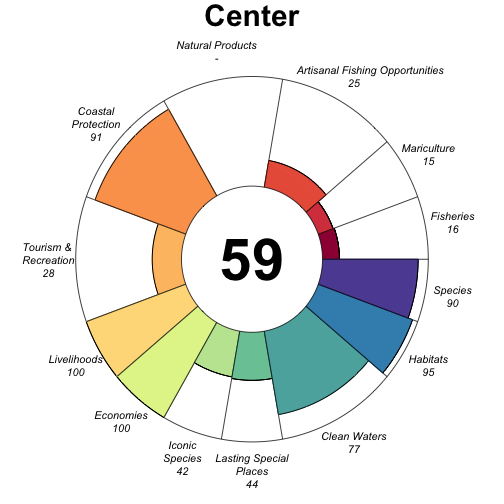 Center
Natural Products
-
Artisanal Fishing Opportunities
25
Coastal
Protection
91
Mariculture
15
Fisheries
16
Tourism &
Recreation
28
59
Species
90
Livelihoods
100
Habitats
95
Economies
100
Clean Waters
77
Iconic
Species
42
Lasting Special
Places
44